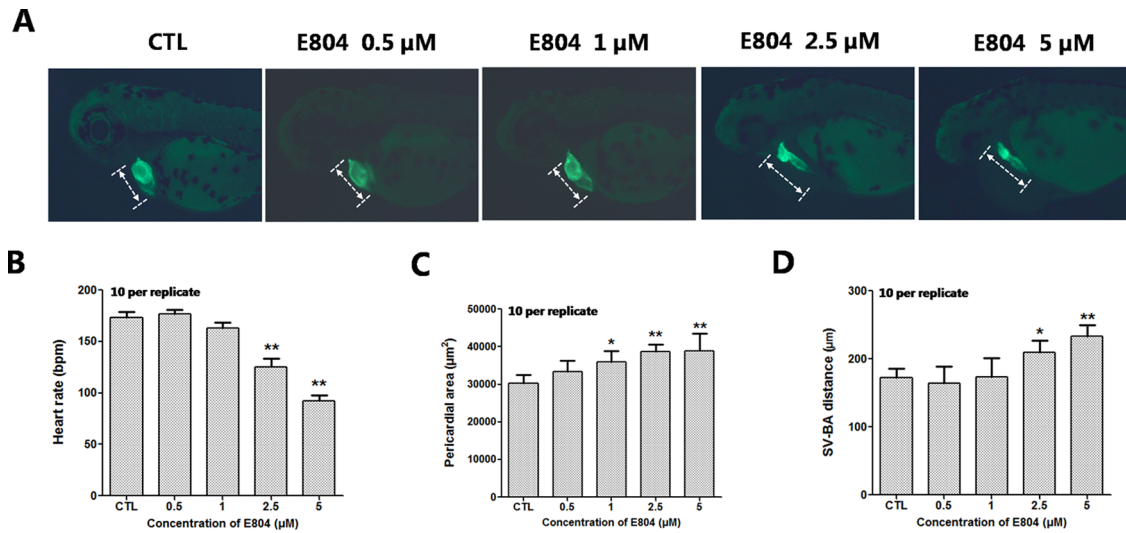 A
CTL
E804 0.5 μM
E804 1 μM
E804 2.5 μM
E804 5 μM
B
10 per replicate
Heart rate (bpm)
200
150
100
50
0
**
**
CTL
0.5
1
2.5
5
Concentration of E804 (μM)
C
10 per replicate
Pericardial area (μm²)
50000
40000
30000
20000
10000
0
*
**
**
CTL
0.5
1
2.5
5
Concentration of E804 (μM)
D
10 per replicate
SV-BA distance (μm)
300
200
100
0
*
**
CTL
0.5
1
2.5
5
Concentration of E804 (μM)